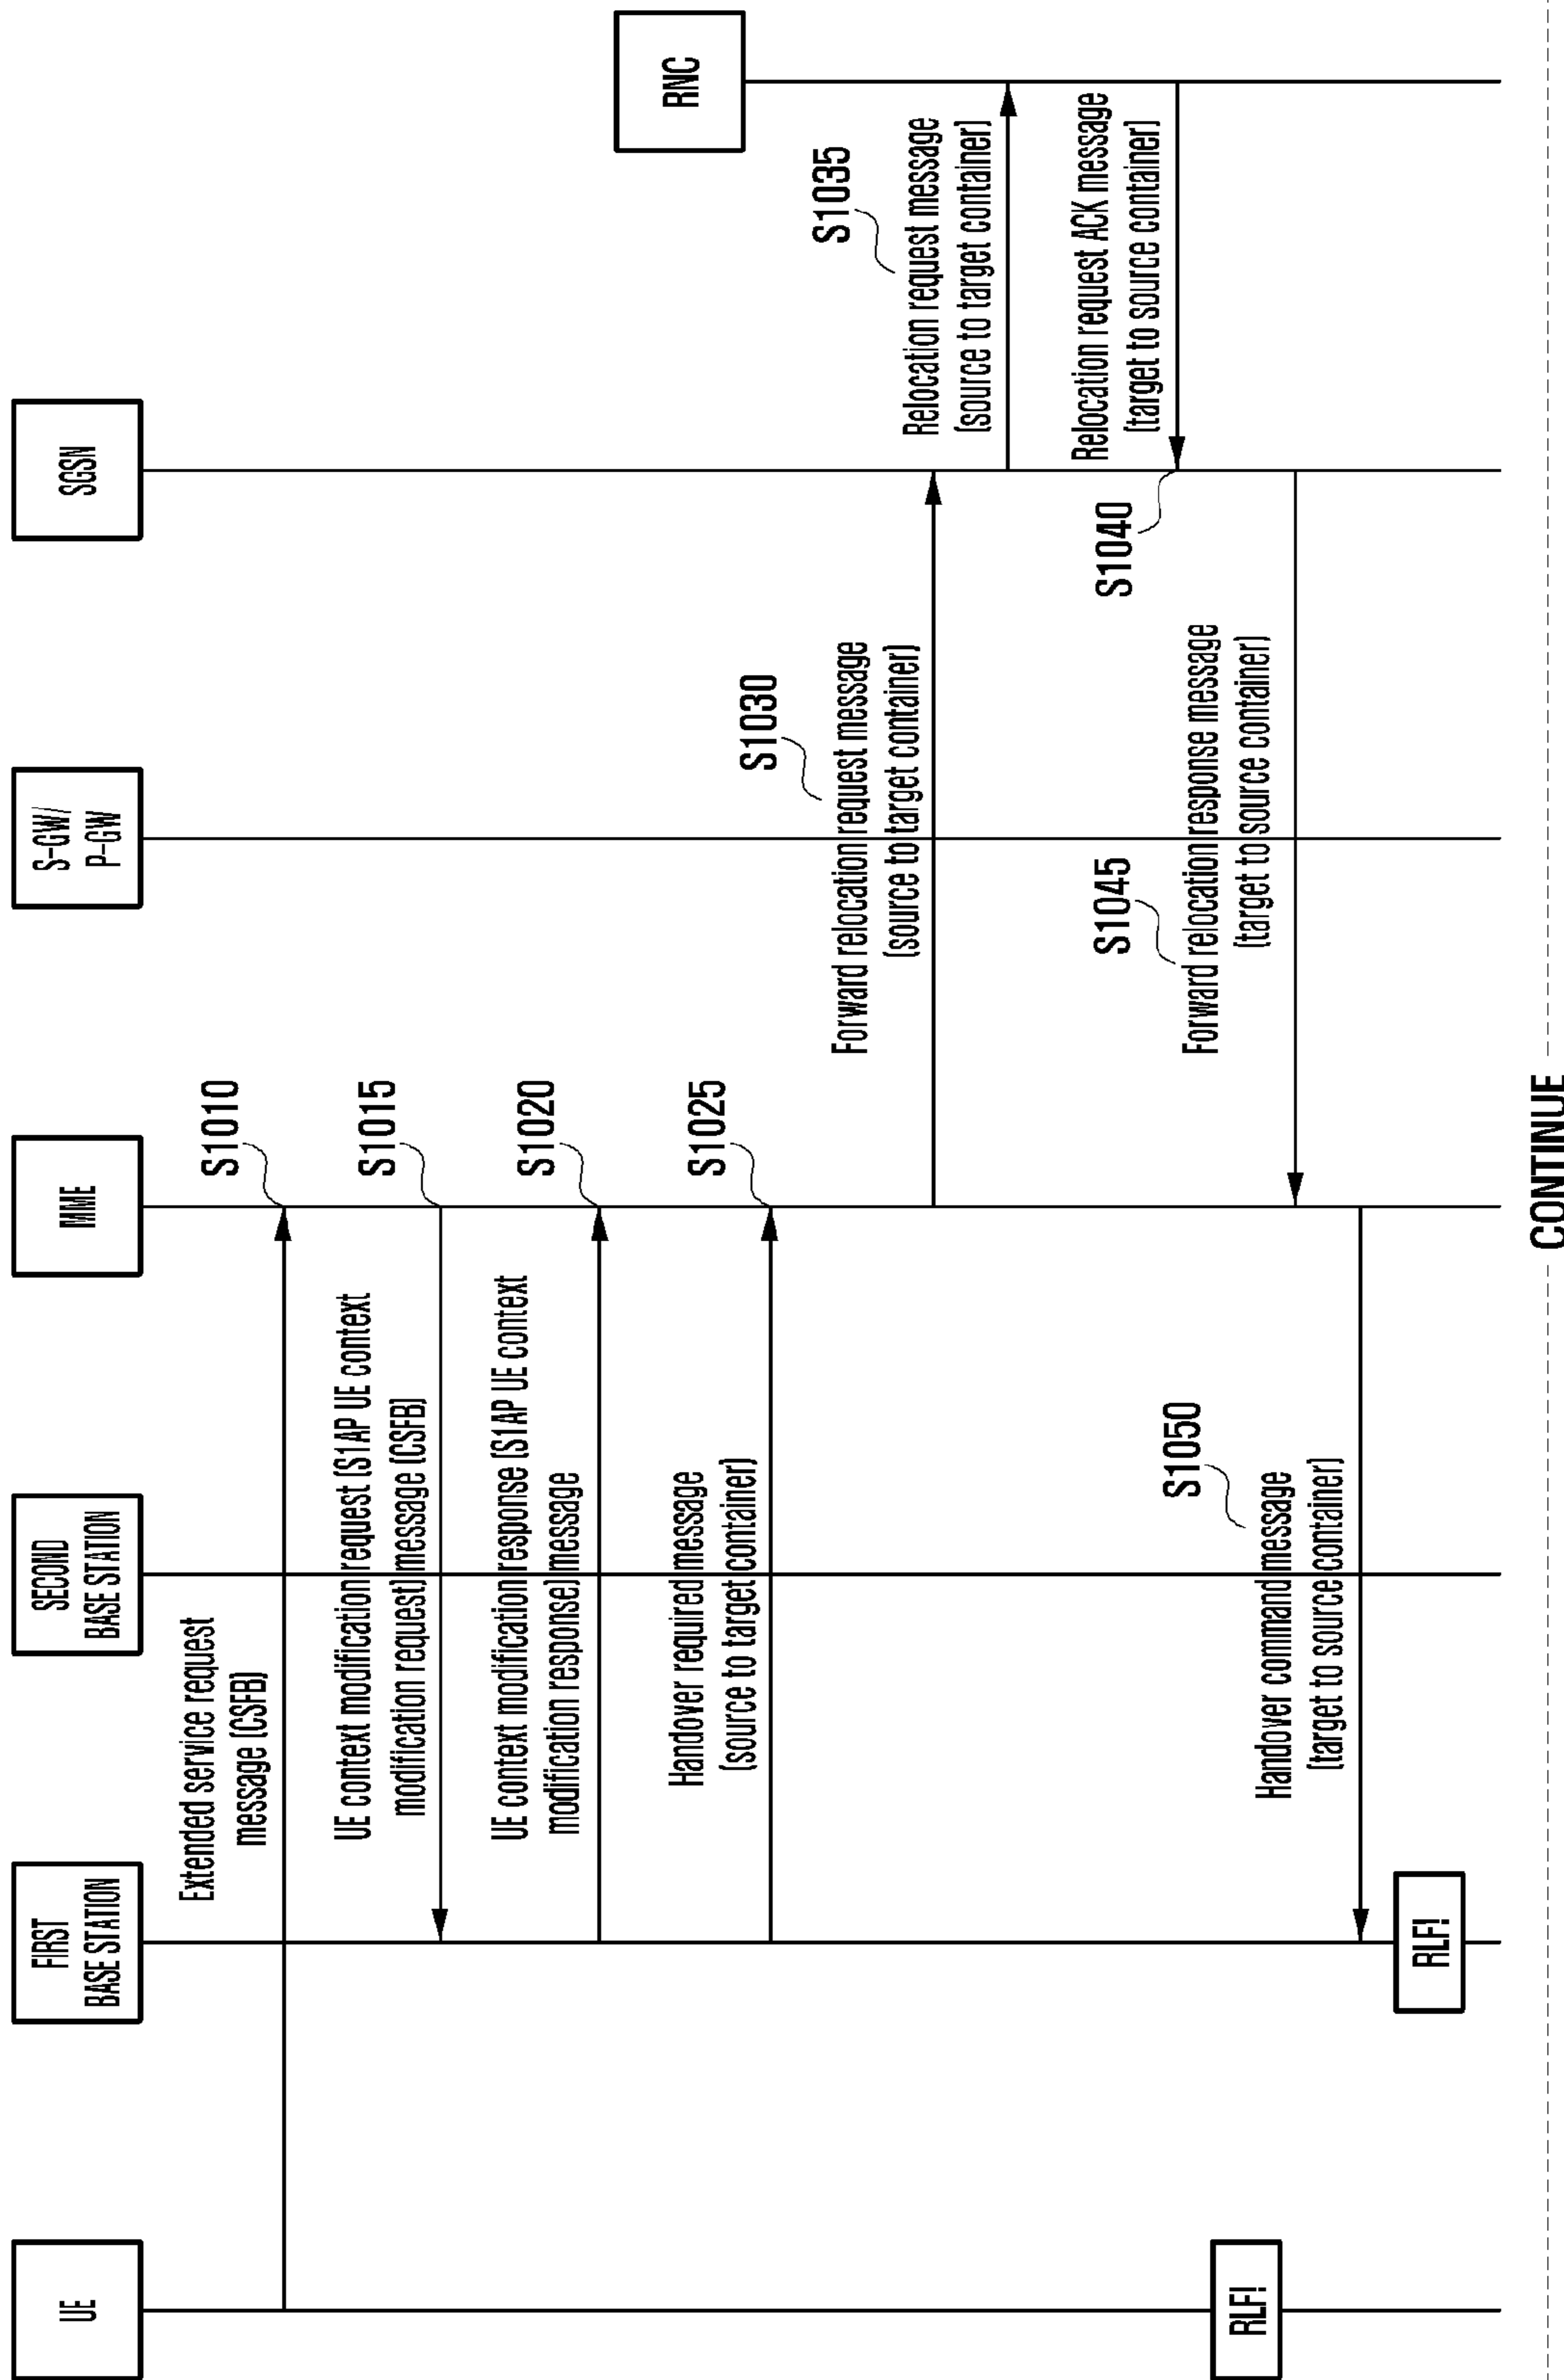 UE
FIRST
BASE STATION
SECOND
BASE STATION
MME
S-GW/
P-GW
SGSN
RNC
Extended service request
message (CSFB)
S1010
UE context modification request (S1AP UE context
modification request) message (CSFB)
S1015
UE context modification response (S1AP UE context
modification response) message
S1020
Handover required message
(source to target container)
S1025
S1030
Forward relocation request message
(source to target container)
S1035
Relocation request message
(source to target container)
Relocation request ACK message
(target to source container)
S1040
S1045
Forward relocation response message
(target to source container)
S1050
Handover command message
(target to source container)
RLF!
RLF!
CONTINUE